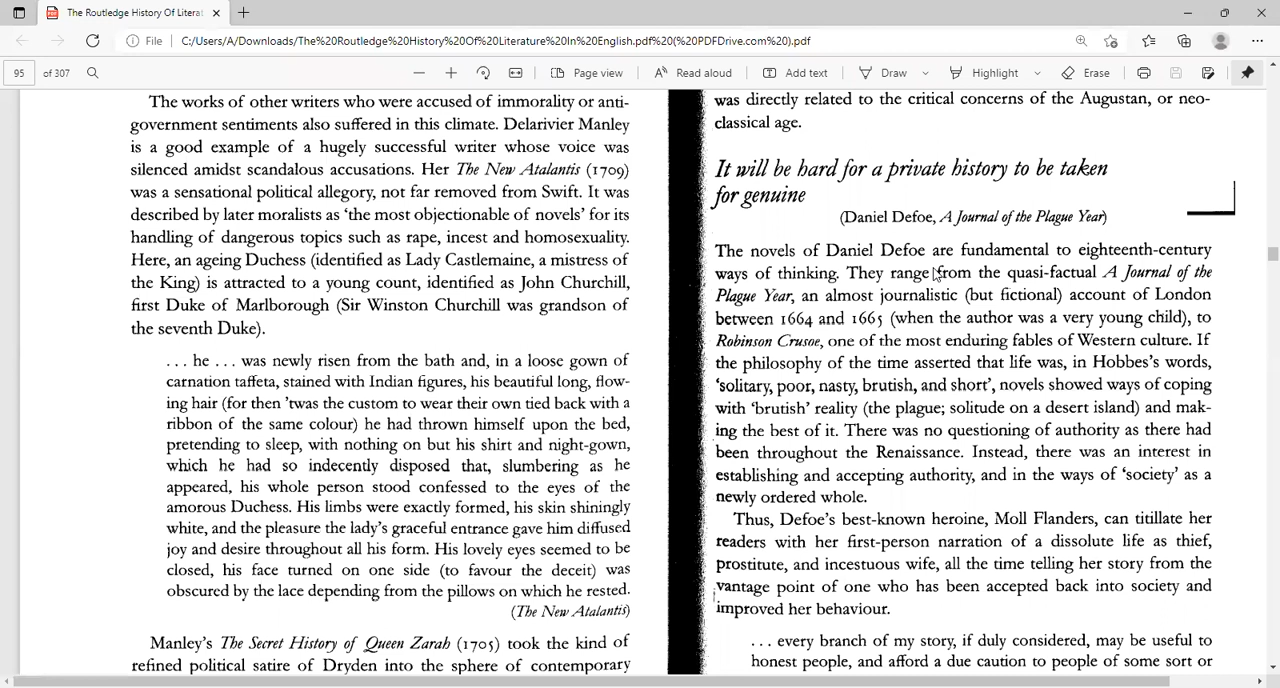 The Routledge History Of Literat
File
C:/Users/A/Downloads/The%20Routledge%20History%20Of%20Literature%20In%20English.pdf%20(%20PDFDrive.com%20).pdf
95 of 307
Page view
Read aloud
Add text
Draw
Highlight
Erase
The works of other writers who were accused of immorality or anti-
government sentiments also suffered in this climate. Delarivier Manley
is a good example of a hugely successful writer whose voice was
silenced amidst scandalous accusations. Her The New Atalantis (1709)
was a sensational political allegory, not far removed from Swift. It was
described by later moralists as ‘the most objectionable of novels’ for its
handling of dangerous topics such as rape, incest and homosexuality.
Here, an ageing Duchess (identified as Lady Castlemaine, a mistress of
the King) is attracted to a young count, identified as John Churchill,
first Duke of Marlborough (Sir Winston Churchill was grandson of
the seventh Duke).
. . . he . . . was newly risen from the bath and, in a loose gown of
carnation taffeta, stained with Indian figures, his beautiful long, flow-
ing hair (for then ’twas the custom to wear their own tied back with a
ribbon of the same colour) he had thrown himself upon the bed,
pretending to sleep, with nothing on but his shirt and night-gown,
which he had so indecently disposed that, slumbering as he
appeared, his whole person stood confessed to the eyes of the
amorous Duchess. His limbs were exactly formed, his skin shiningly
white, and the pleasure the lady’s graceful entrance gave him diffused
joy and desire throughout all his form. His lovely eyes seemed to be
closed, his face turned on one side (to favour the deceit) was
obscured by the lace depending from the pillows on which he rested.
(The New Atalantis)
Manley’s The Secret History of Queen Zarah (1705) took the kind of
refined political satire of Dryden into the sphere of contemporary
was directly related to the critical concerns of the Augustan, or neo-
classical age.
It will be hard for a private history to be taken
for genuine
(Daniel Defoe, A Journal of the Plague Year)
The novels of Daniel Defoe are fundamental to eighteenth-century
ways of thinking. They range from the quasi-factual A Journal of the
Plague Year, an almost journalistic (but fictional) account of London
between 1664 and 1665 (when the author was a very young child), to
Robinson Crusoe, one of the most enduring fables of Western culture. If
the philosophy of the time asserted that life was, in Hobbes’s words,
‘solitary, poor, nasty, brutish, and short’, novels showed ways of coping
with ‘brutish’ reality (the plague; solitude on a desert island) and mak-
ing the best of it. There was no questioning of authority as there had
been throughout the Renaissance. Instead, there was an interest in
establishing and accepting authority, and in the ways of ‘society’ as a
newly ordered whole.
Thus, Defoe’s best-known heroine, Moll Flanders, can titillate her
readers with her first-person narration of a dissolute life as thief,
prostitute, and incestuous wife, all the time telling her story from the
vantage point of one who has been accepted back into society and
improved her behaviour.
. . . every branch of my story, if duly considered, may be useful to
honest people, and afford a due caution to people of some sort or